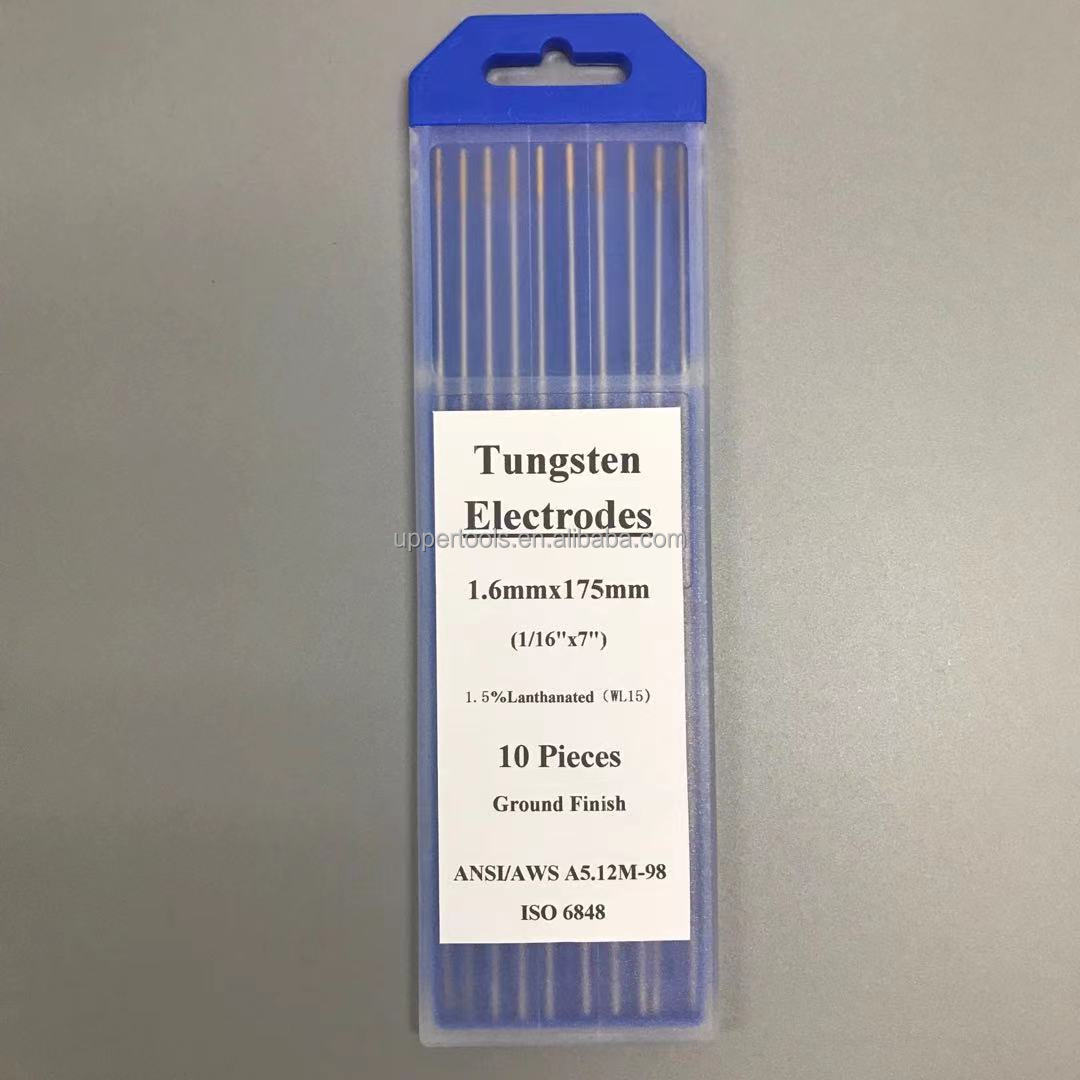 Tungsten
Electrodes
uppertools.en.alibaba.com
1.6mmx175mm
(1/16"x7")
1.5%Lanthanated（WL15）
10 Pieces
Ground Finish
ANSI/AWS A5.12M-98
ISO 6848